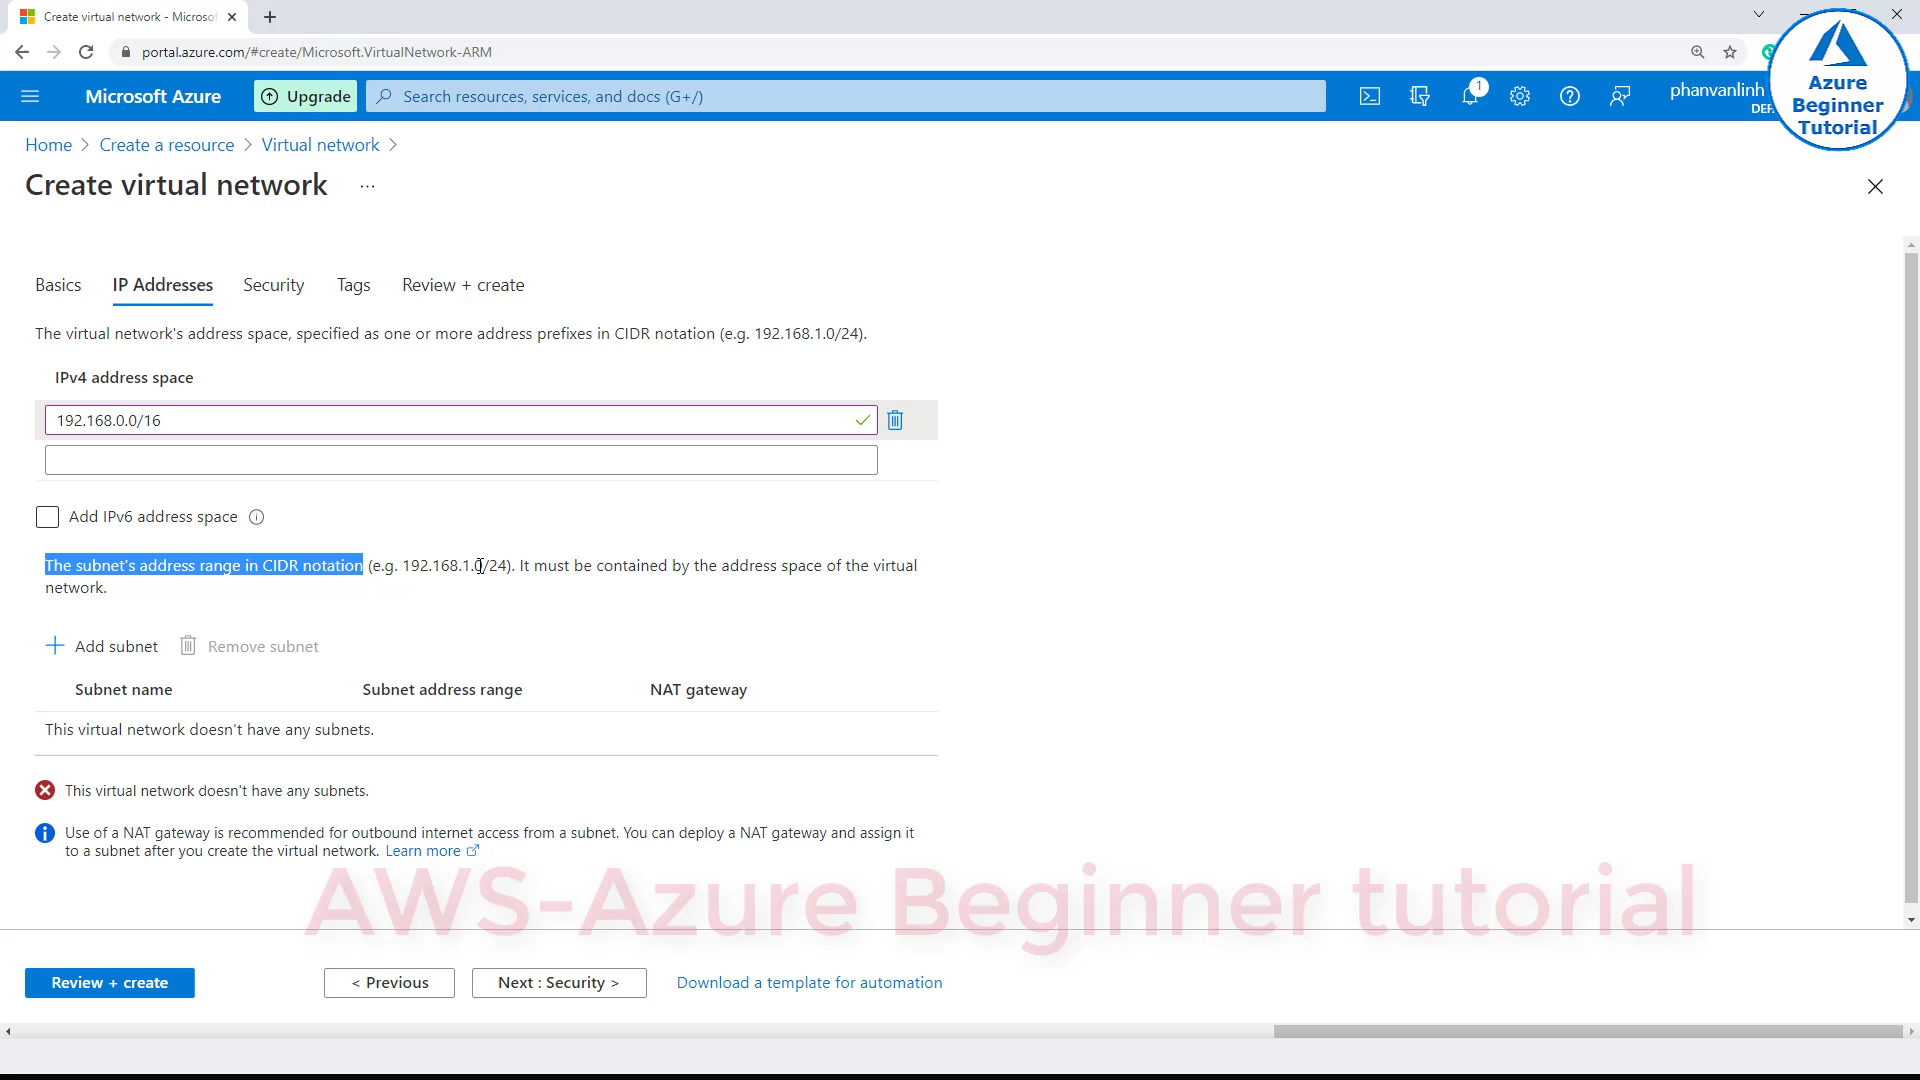 Create virtual network - Microsof
portal.azure.com/#create/Microsoft.VirtualNetwork-ARM
Microsoft Azure
Upgrade
Search resources, services, and docs (G+/)
1
phanvanlinh
Azure
Beginner
Tutorial
Home > Create a resource > Virtual network >
Create virtual network ...
Basics
IP Addresses
Security
Tags
Review + create
The virtual network's address space, specified as one or more address prefixes in CIDR notation (e.g. 192.168.1.0/24).
IPv4 address space
192.168.0.0/16
Add IPv6 address space
The subnet's address range in CIDR notation (e.g. 192.168.1.0/24). It must be contained by the address space of the virtual
network.
Add subnet
Remove subnet
Subnet name
Subnet address range
NAT gateway
This virtual network doesn't have any subnets.
This virtual network doesn't have any subnets.
Use of a NAT gateway is recommended for outbound internet access from a subnet. You can deploy a NAT gateway and assign it
to a subnet after you create the virtual network. Learn more
AWS-Azure Beginner tutorial
Review + create
< Previous
Next : Security >
Download a template for automation